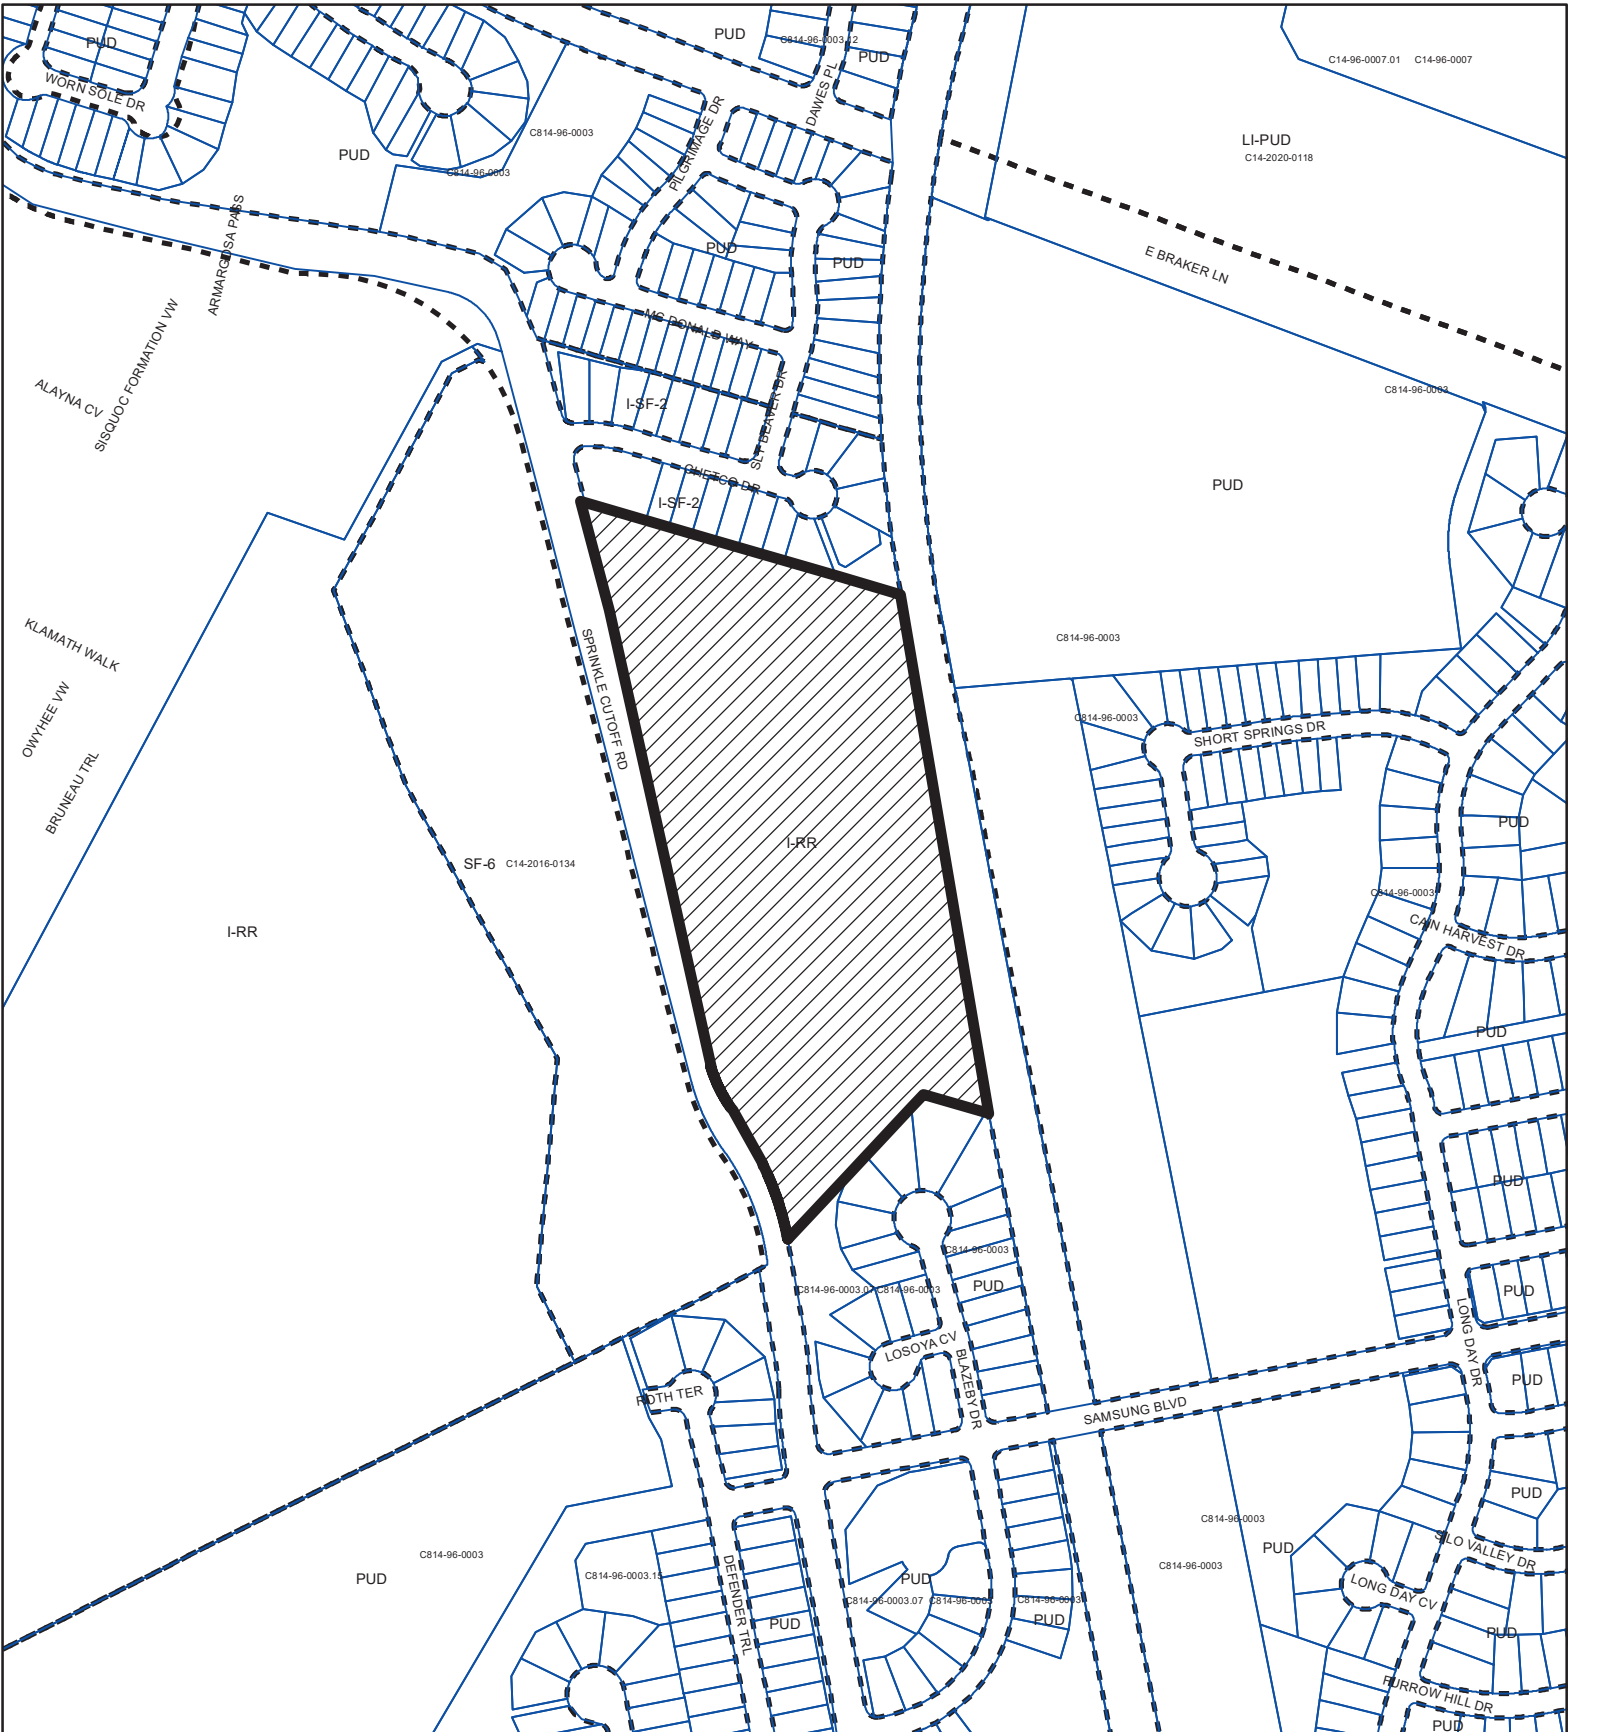 PUD
WORN SOLE DR
PUD
C814-96-0003
C814-96-0003
PUD
C814-96-0003.12
PUD
DAWES PL
PILGRIMAGE DR
C14-96-0007.01
C14-96-0007
LI-PUD
C14-2020-0118
E BRAKER LN
ARMARGOSA PASS
SISQUOC FORMATION VW
ALAYNA CV
PUD
PUD
MC DONALD WAY
SLY BEAVER DR
I-SF-2
CHETCO DR
I-SF-2
C814-96-0003
PUD
KLAMATH WALK
OWYHEE VW
BRUNEAU TRL
SPRINKLE CUTOFF RD
C814-96-0003
C814-96-0003
SHORT SPRINGS DR
I-RR
SF-6
C14-2016-0134
I-RR
PUD
C814-96-0003
CAIN HARVEST DR
PUD
PUD
C814-96-0003
C814-96-0003.07
C814-96-0003
PUD
PUD
LONG DAY DR
LOSOYA CV
BLAZEBY DR
ROTH TER
SAMSUNG BLVD
PUD
PUD
C814-96-0003
PUD
C814-96-0003
SILO VALLEY DR
LONG DAY CV
C814-96-0003
PUD
C814-96-0003.15
DEFENDER TRL
PUD
PUD
C814-96-0003.07
C814-96-0003
C814-96-0003
PUD
PUD
FURROW HILL DR
PUD